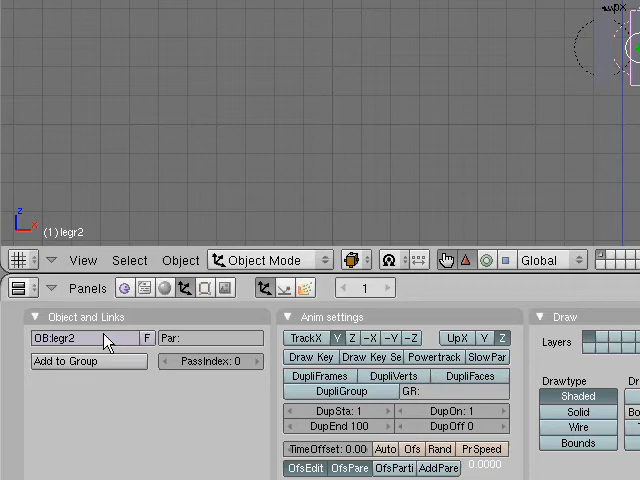 z
x
(1) legr2
View Select Object Object Mode Global
Panels 1
Object and Links
OB:legr2 F Par:
Add to Group PassIndex: 0
Anim settings
TrackX Y Z -X -Y -Z UpX Y Z
Draw Key Draw Key Se Powertrack SlowPar
DupliFrames DupliVerts DupliFaces
DupliGroup GR:
DupSta: 1 DupOn: 1
DupEnd 100 DupOff 0
TimeOffset: 0.00 Auto Ofs Rand PrSpeed
OfsEdit OfsPare OfsParti AddPare 0.0000
Draw
Layers
Drawtype
Shaded
Solid
Wire
Bounds